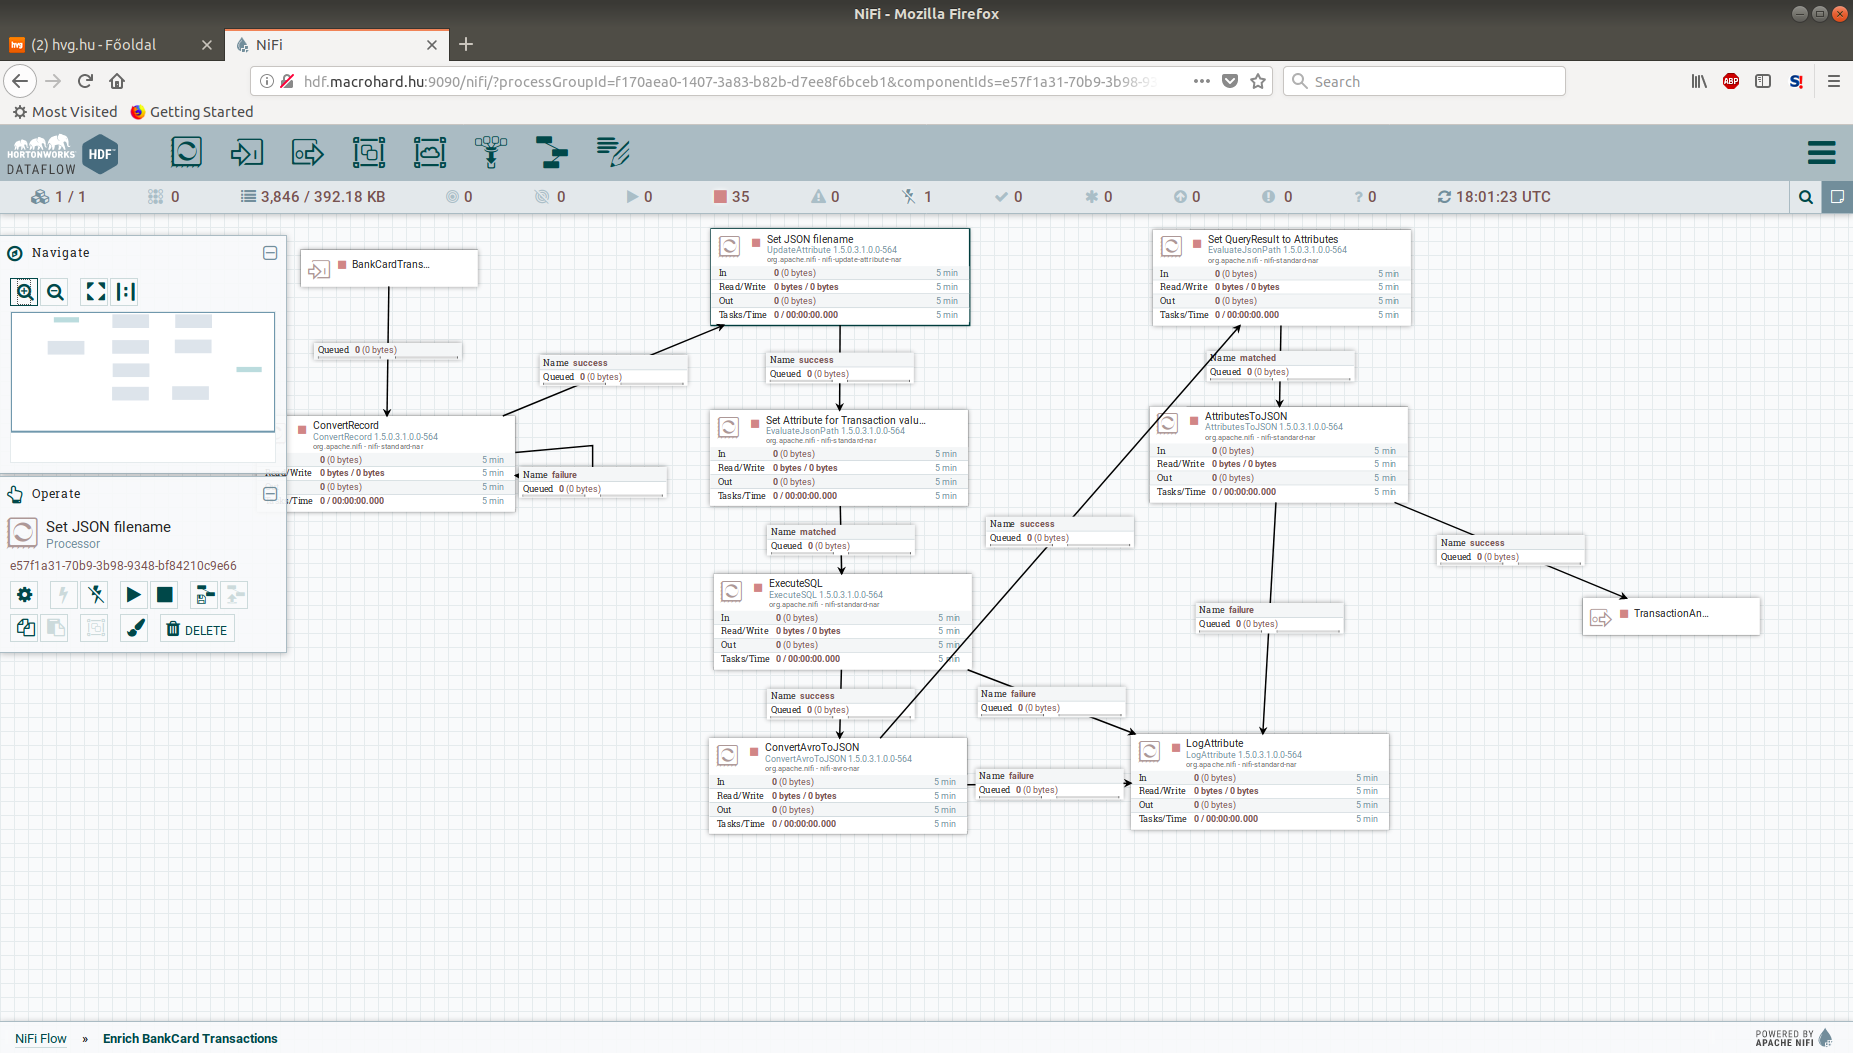 NiFi - Mozilla Firefox
(2) hvg.hu - Főoldal
NiFi
hdf.macrohard.hu:9090/nifi/?processGroupId=f170aea0-1407-3a83-b82b-d7ee8f6bceb1&componentIds=e57f1a31-70b9-3b98-93
Search
Most Visited
Getting Started
HORTONWORKS
DATAFLOW
HDF
1 / 1
0
3,846 / 392.18 KB
0
0
0
35
0
1
0
0
0
0
? 0
18:01:23 UTC
Navigate
Operate
Set JSON filename
Processor
e57f1a31-70b9-3b98-9348-bf84210c9e66
DELETE
BankCardTrans...
Queued 0 (0 bytes)
ConvertRecord
ConvertRecord 1.5.0.3.1.0.0-564
org.apache.nifi - nifi-standard-nar
0 (0 bytes) 5 min
Read/Write 0 bytes / 0 bytes 5 min
0 (0 bytes) 5 min
s/Time 0 / 00:00:00.000 5 min
Name failure
Queued 0 (0 bytes)
Name success
Queued 0 (0 bytes)
Set JSON filename
UpdateAttribute 1.5.0.3.1.0.0-564
org.apache.nifi - nifi-update-attribute-nar
In 0 (0 bytes) 5 min
Read/Write 0 bytes / 0 bytes 5 min
Out 0 (0 bytes) 5 min
Tasks/Time 0 / 00:00:00.000 5 min
Name success
Queued 0 (0 bytes)
Set Attribute for Transaction valu...
EvaluateJsonPath 1.5.0.3.1.0.0-564
org.apache.nifi - nifi-standard-nar
In 0 (0 bytes) 5 min
Read/Write 0 bytes / 0 bytes 5 min
Out 0 (0 bytes) 5 min
Tasks/Time 0 / 00:00:00.000 5 min
Name matched
Queued 0 (0 bytes)
ExecuteSQL
ExecuteSQL 1.5.0.3.1.0.0-564
org.apache.nifi - nifi-standard-nar
In 0 (0 bytes) 5 min
Read/Write 0 bytes / 0 bytes 5 min
Out 0 (0 bytes) 5 min
Tasks/Time 0 / 00:00:00.000 5 min
Name success
Queued 0 (0 bytes)
ConvertAvroToJSON
ConvertAvroToJSON 1.5.0.3.1.0.0-564
org.apache.nifi - nifi-avro-nar
In 0 (0 bytes) 5 min
Read/Write 0 bytes / 0 bytes 5 min
Out 0 (0 bytes) 5 min
Tasks/Time 0 / 00:00:00.000 5 min
Name success
Queued 0 (0 bytes)
Name failure
Queued 0 (0 bytes)
Name failure
Queued 0 (0 bytes)
Set QueryResult to Attributes
EvaluateJsonPath 1.5.0.3.1.0.0-564
org.apache.nifi - nifi-standard-nar
In 0 (0 bytes) 5 min
Read/Write 0 bytes / 0 bytes 5 min
Out 0 (0 bytes) 5 min
Tasks/Time 0 / 00:00:00.000 5 min
Name matched
Queued 0 (0 bytes)
AttributesToJSON
AttributesToJSON 1.5.0.3.1.0.0-564
org.apache.nifi - nifi-standard-nar
In 0 (0 bytes) 5 min
Read/Write 0 bytes / 0 bytes 5 min
Out 0 (0 bytes) 5 min
Tasks/Time 0 / 00:00:00.000 5 min
Name success
Queued 0 (0 bytes)
TransactionAn...
Name failure
Queued 0 (0 bytes)
LogAttribute
LogAttribute 1.5.0.3.1.0.0-564
org.apache.nifi - nifi-standard-nar
In 0 (0 bytes) 5 min
Read/Write 0 bytes / 0 bytes 5 min
Out 0 (0 bytes) 5 min
Tasks/Time 0 / 00:00:00.000 5 min
NiFi Flow » Enrich BankCard Transactions
POWERED BY
APACHE NIFI